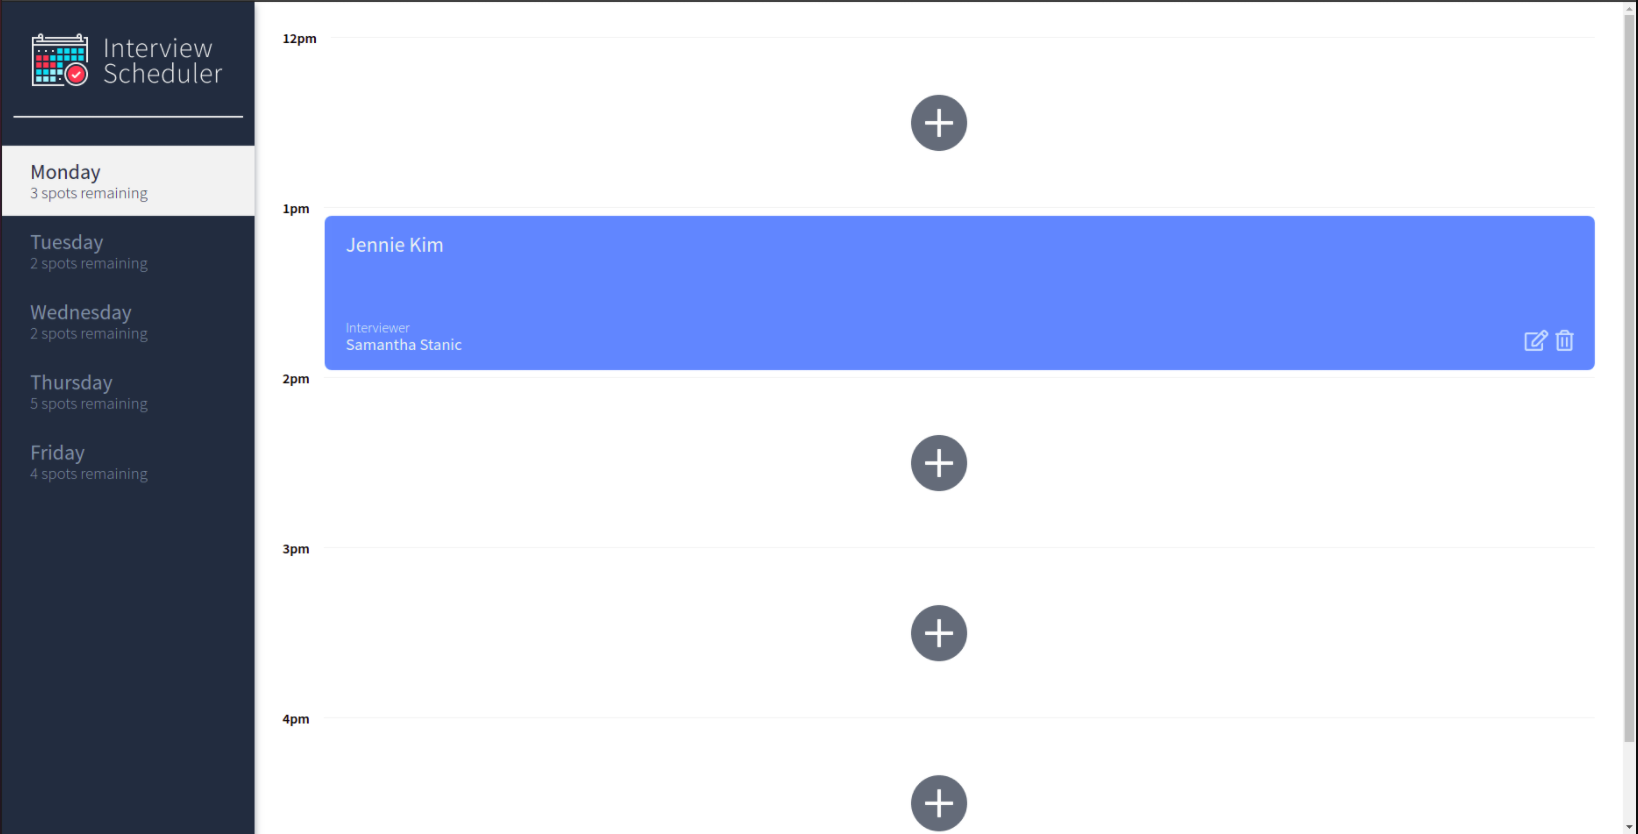 Interview
Scheduler
Monday
3 spots remaining
Tuesday
2 spots remaining
Wednesday
2 spots remaining
Thursday
5 spots remaining
Friday
4 spots remaining
12pm
1pm
Jennie Kim
Interviewer
Samantha Stanic
2pm
3pm
4pm